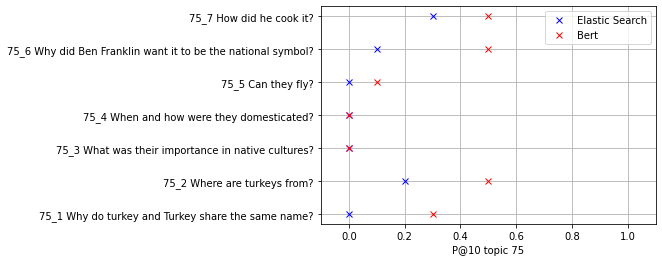 75_7 How did he cook it?
75_6 Why did Ben Franklin want it to be the national symbol?
75_5 Can they fly?
75_4 When and how were they domesticated?
75_3 What was their importance in native cultures?
75_2 Where are turkeys from?
75_1 Why do turkey and Turkey share the same name?
Elastic Search
Bert
0.0 0.2 0.4 0.6 0.8 1.0
P@10 topic 75